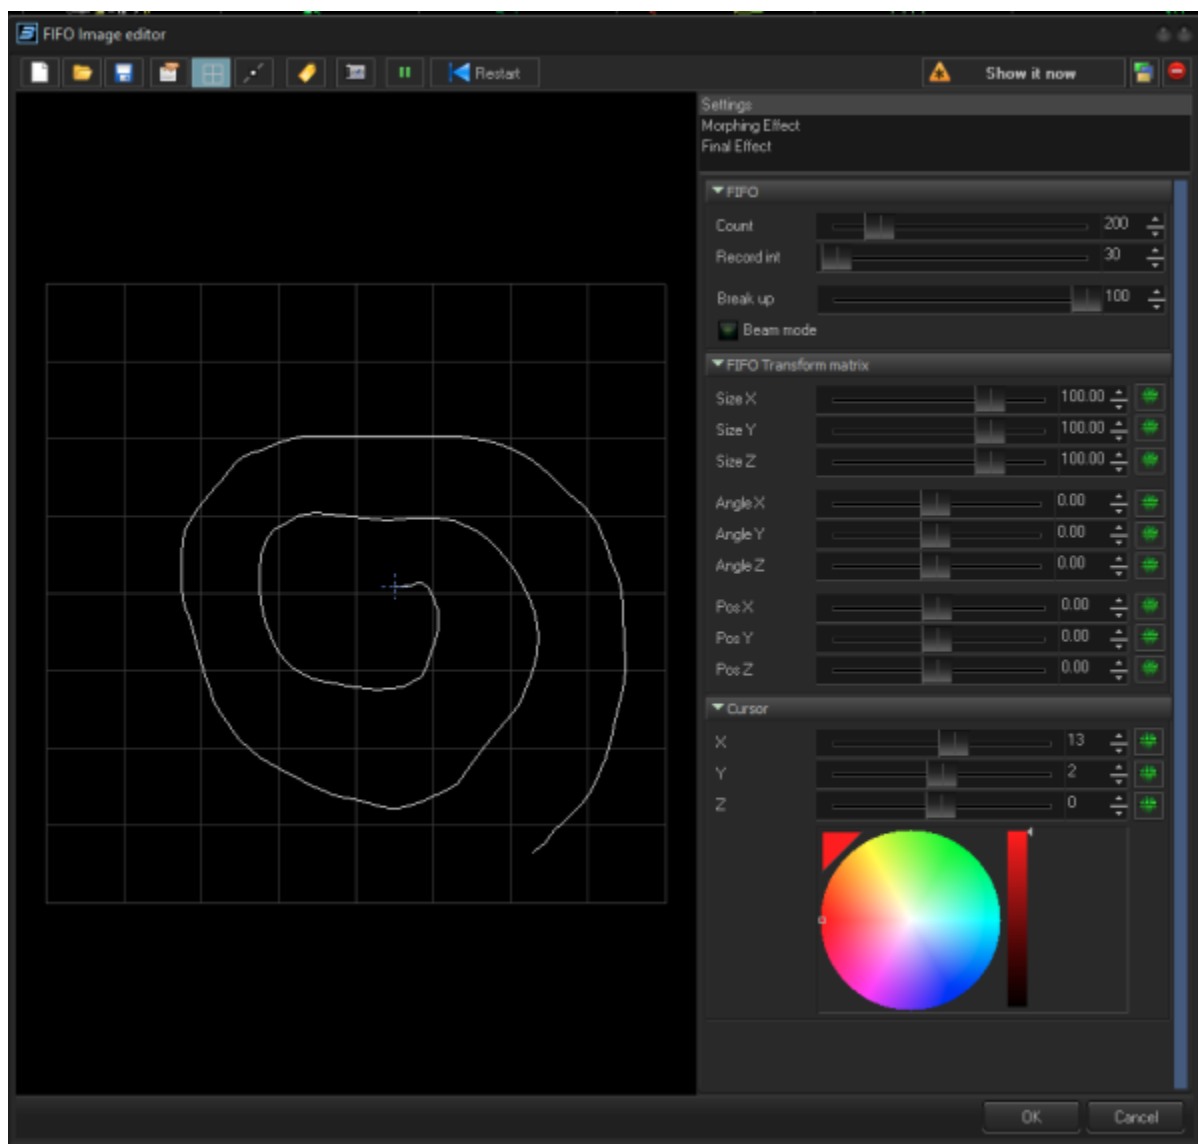 FIFO Image editor
Restart
Show it now
Settings
Morphing Effect
Final Effect
FIFO
Count 200
Record int 30
Break up 100
Beam mode
FIFO Transform matrix
Size X 100.00
Size Y 100.00
Size Z 100.00
Angle X 0.00
Angle Y 0.00
Angle Z 0.00
Pos X 0.00
Pos Y 0.00
Pos Z 0.00
Cursor
X 13
Y 2
Z 0
OK Cancel